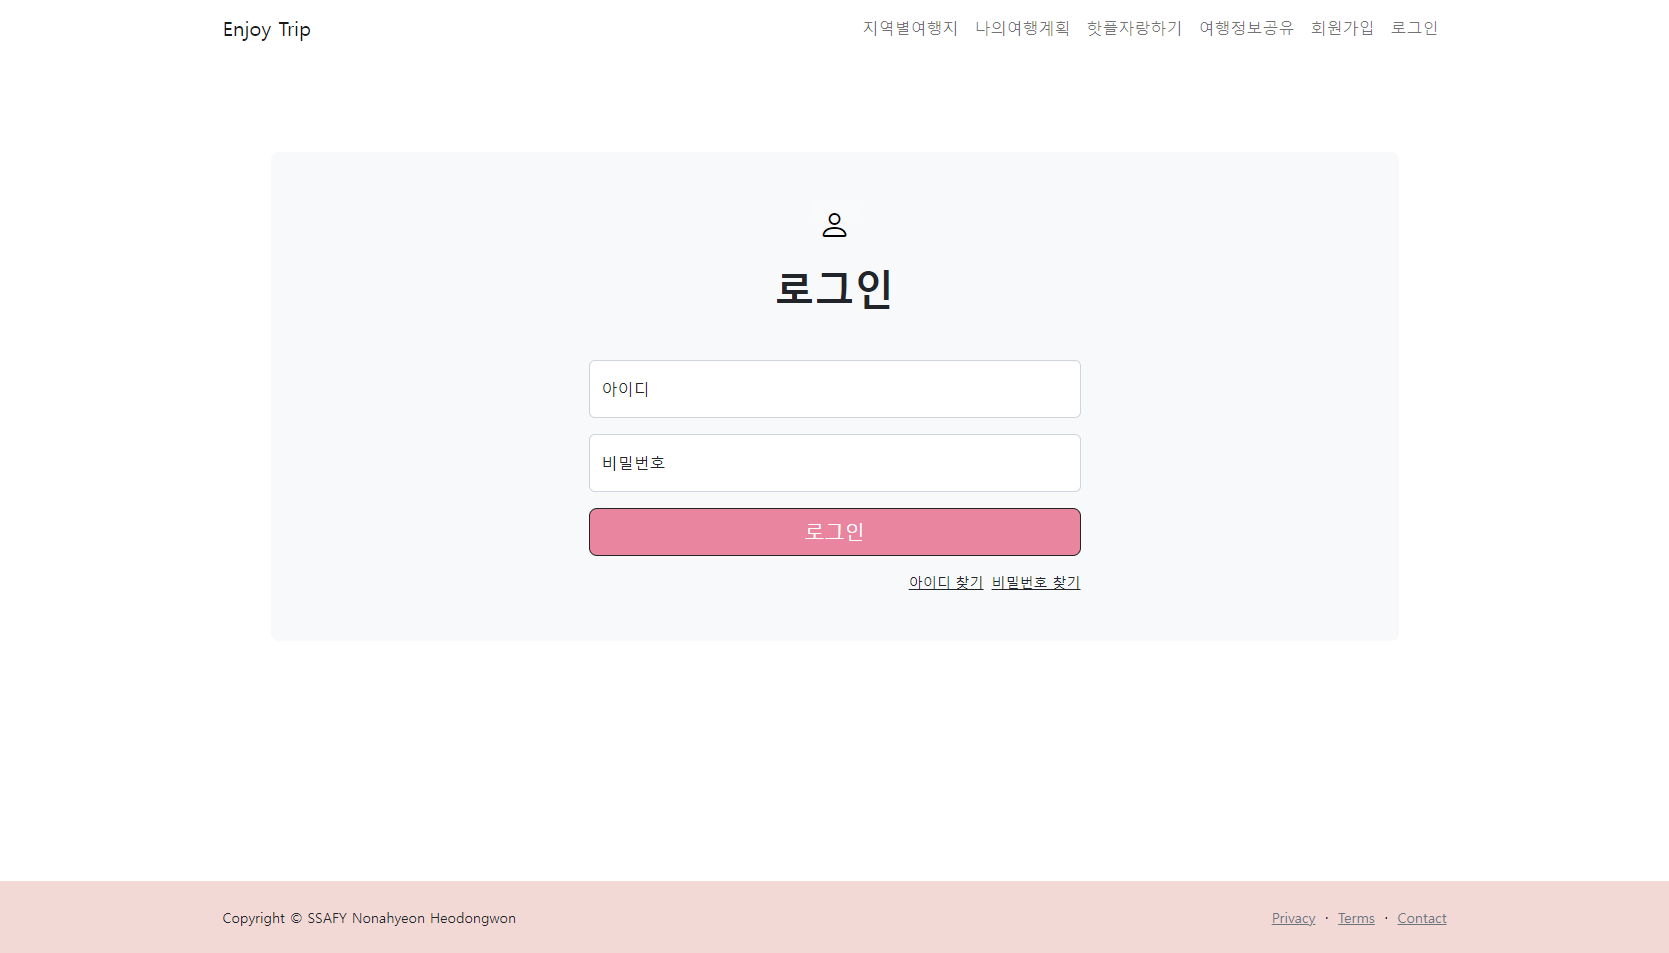 Enjoy Trip 지역별여행지 나의여행계획 핫플자랑하기 여행정보공유 회원가입 로그인
로그인
아이디
비밀번호
로그인
아이디 찾기 비밀번호 찾기
Copyright © SSAFY Nonahyeon Heodongwon Privacy · Terms · Contact